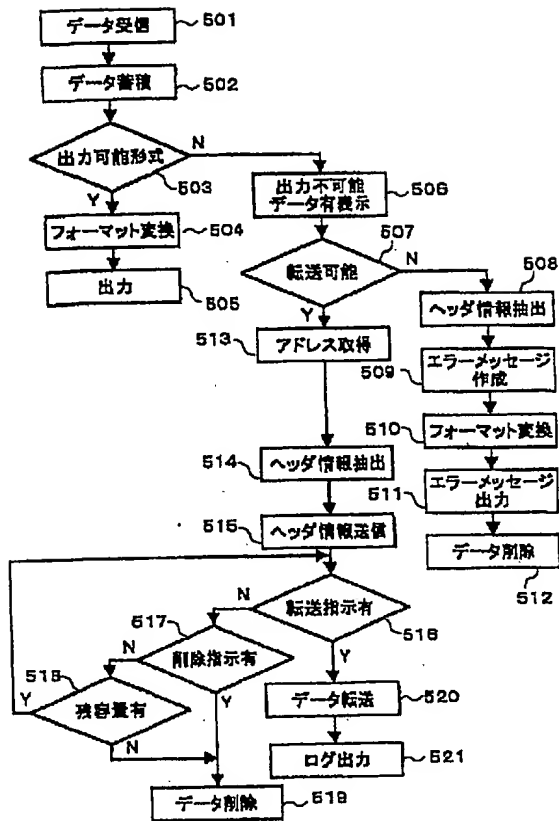 データ受信
501
データ蓄積
502
出力可能形式
N
503
Y
出力不可能
データ有表示
506
フォーマット変換
504
507
転送可能
N
508
出力
505
Y
ヘッダ情報抽出
513
アドレス取得
509
エラーメッセージ
作成
510
フォーマット変換
514
ヘッダ情報抽出
511
エラーメッセージ
出力
515
ヘッダ情報送信
データ削除
512
N
転送指示有
516
517
N
削除指示有
Y
518
Y
残容量有
Y
データ転送
520
N
ログ出力
521
データ削除
519